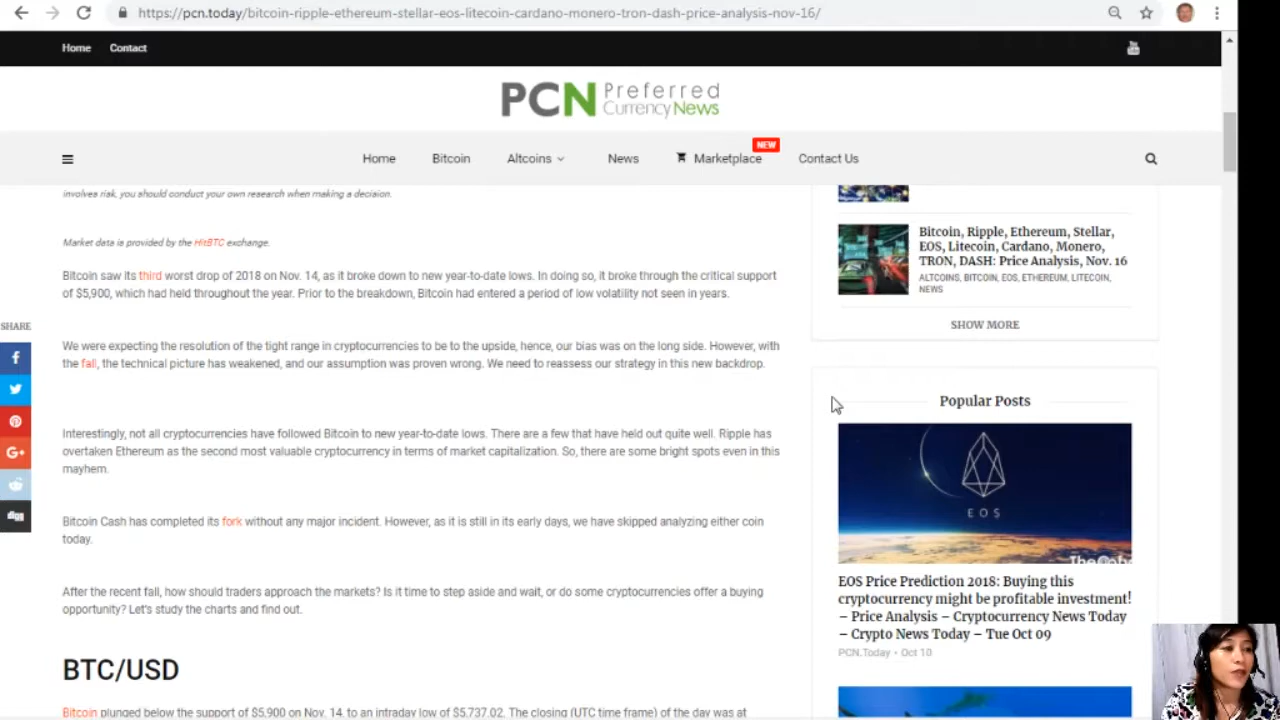 https://pcn.today/bitcoin-ripple-ethereum-stellar-eos-litecoin-cardano-monero-tron-dash-price-analysis-nov-16/
Home Contact
PCN Preferred
CurrencyNews
NEW
Home Bitcoin Altcoins News Marketplace Contact Us
involves risk, you should conduct your own research when making a decision.
Market data is provided by the HitBTC exchange.
Bitcoin saw its third worst drop of 2018 on Nov. 14, as it broke down to new year-to-date lows. In doing so, it broke through the critical support
of $5,900, which had held throughout the year. Prior to the breakdown, Bitcoin had entered a period of low volatility not seen in years.
We were expecting the resolution of the tight range in cryptocurrencies to be to the upside, hence, our bias was on the long side. However, with
the fall, the technical picture has weakened, and our assumption was proven wrong. We need to reassess our strategy in this new backdrop.
Interestingly, not all cryptocurrencies have followed Bitcoin to new year-to-date lows. There are a few that have held out quite well. Ripple has
overtaken Ethereum as the second most valuable cryptocurrency in terms of market capitalization. So, there are some bright spots even in this
mayhem.
Bitcoin Cash has completed its fork without any major incident. However, as it is still in its early days, we have skipped analyzing either coin
today.
After the recent fall, how should traders approach the markets? Is it time to step aside and wait, or do some cryptocurrencies offer a buying
opportunity? Let's study the charts and find out.
BTC/USD
Bitcoin plunged below the support of $5,900 on Nov. 14, to an intraday low of $5,737.02. The closing (UTC time frame) of the day was at
SHARE
digg
Bitcoin, Ripple, Ethereum, Stellar,
EOS, Litecoin, Cardano, Monero,
TRON, DASH: Price Analysis, Nov. 16
ALTCOINS, BITCOIN, EOS, ETHEREUM, LITECOIN,
NEWS
SHOW MORE
Popular Posts
EOS
EOS Price Prediction 2018: Buying this
cryptocurrency might be profitable investment!
– Price Analysis – Cryptocurrency News Today
– Crypto News Today – Tue Oct 09
PCN.Today • Oct 10